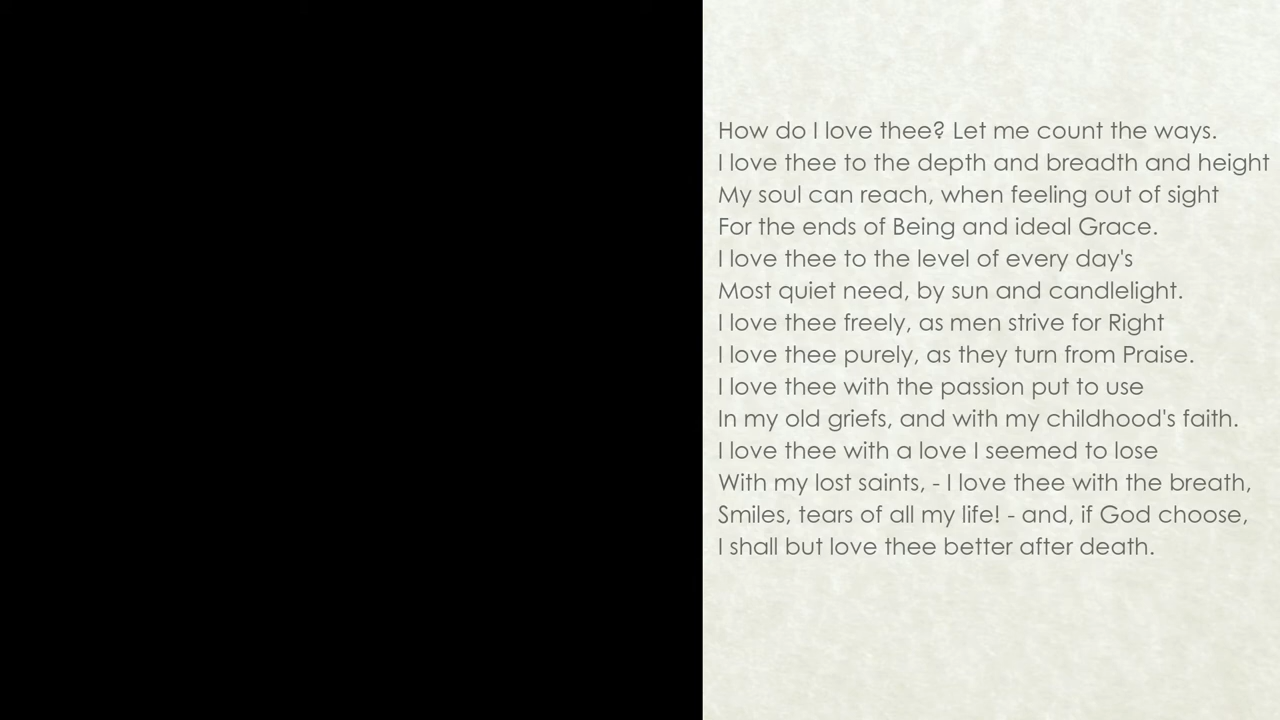 How do I love thee? Let me count the ways.
I love thee to the depth and breadth and height
My soul can reach, when feeling out of sight
For the ends of Being and ideal Grace.
I love thee to the level of every day's
Most quiet need, by sun and candlelight.
I love thee freely, as men strive for Right
I love thee purely, as they turn from Praise.
I love thee with the passion put to use
In my old griefs, and with my childhood's faith.
I love thee with a love I seemed to lose
With my lost saints, - I love thee with the breath,
Smiles, tears of all my life! - and, if God choose,
I shall but love thee better after death.